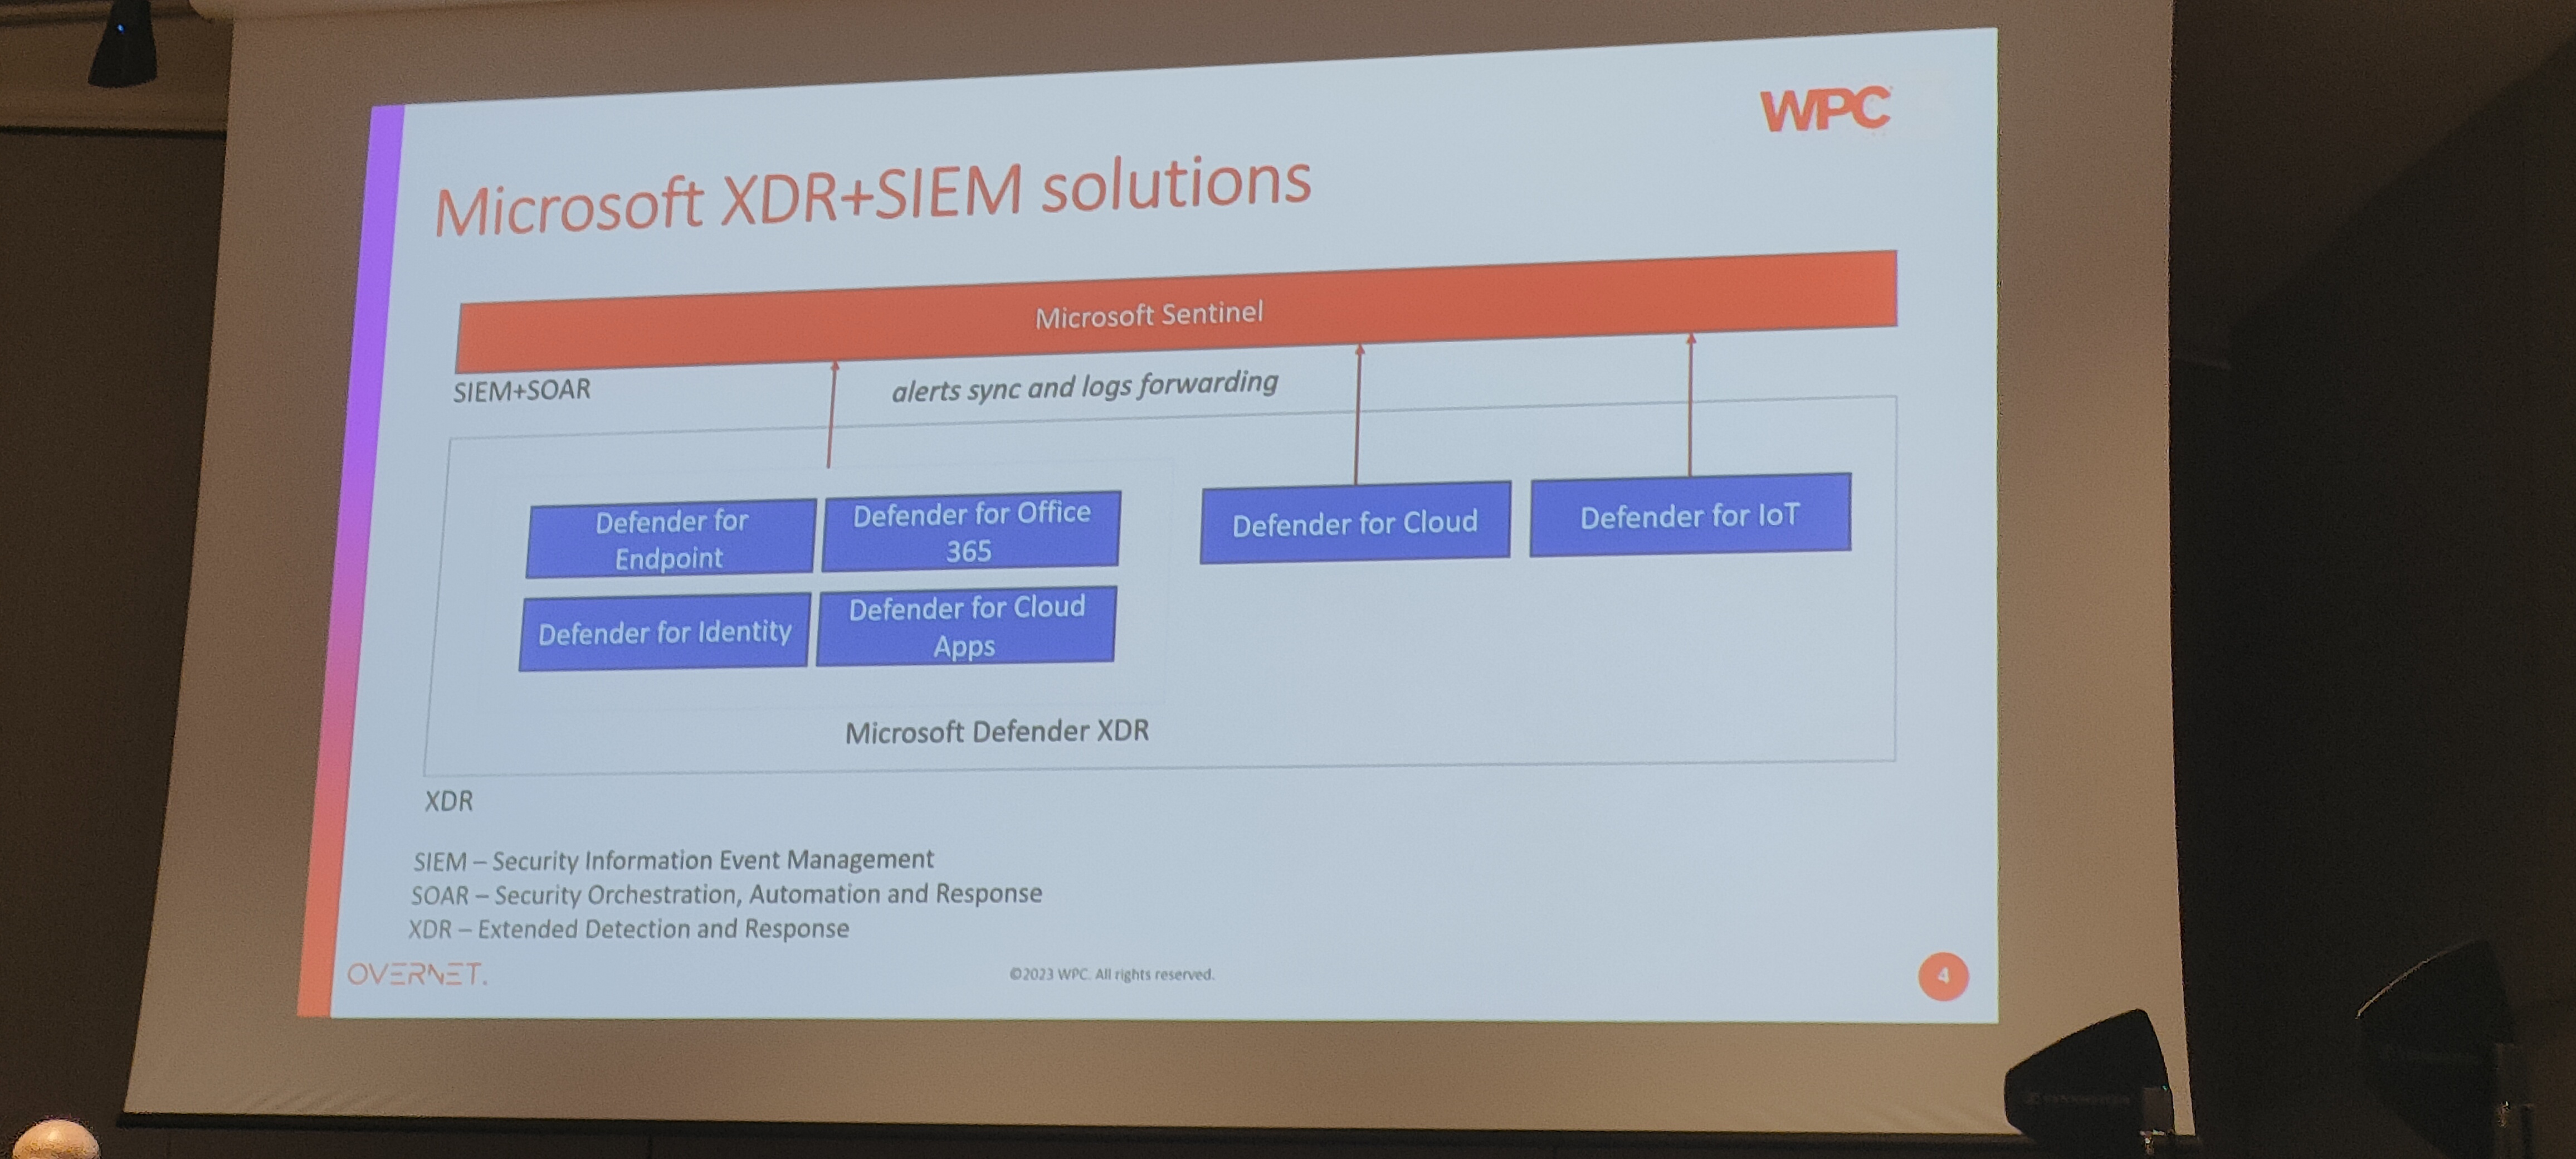 WPC
Microsoft XDR+SIEM solutions
Microsoft Sentinel
SIEM+SOAR
alerts sync and logs forwarding
Defender for
Endpoint
Defender for Office
365
Defender for Cloud
Defender for IoT
Defender for Identity
Defender for Cloud
Apps
Microsoft Defender XDR
XDR
SIEM – Security Information Event Management
SOAR – Security Orchestration, Automation and Response
XDR – Extended Detection and Response
OVERNET.
©2023 WPC. All rights reserved.
4